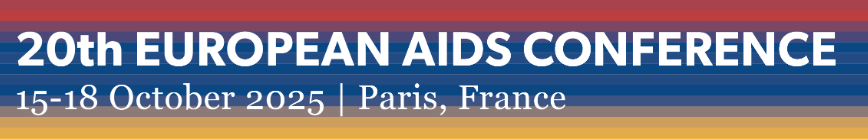 20th EUROPEAN AIDS CONFERENCE
15-18 October 2025 | Paris, France